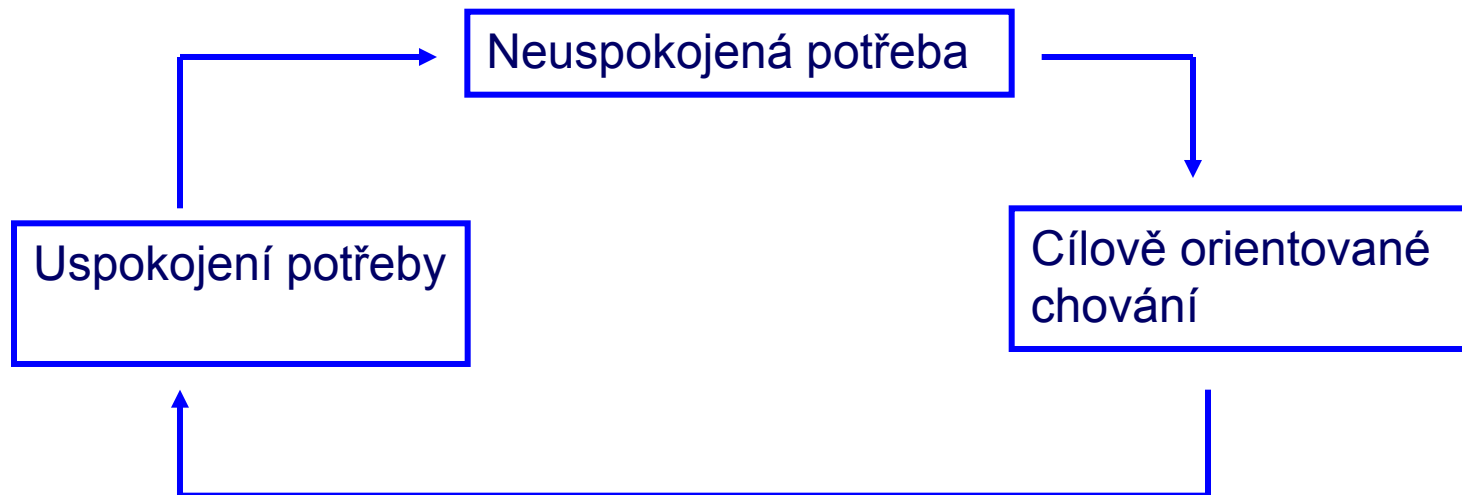 Neuspokojená potřeba
Uspokojení potřeby
Cílově orientované
chování